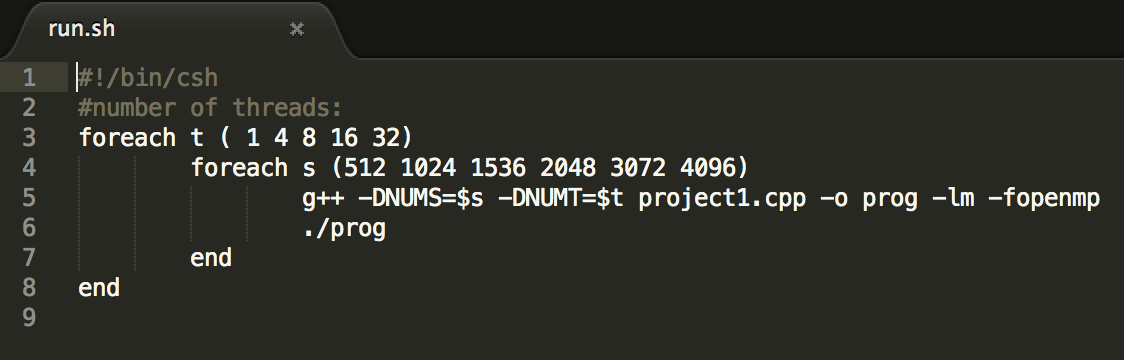 run.sh
1 #!/bin/csh
2 #number of threads:
3 foreach t ( 1 4 8 16 32)
4 foreach s (512 1024 1536 2048 3072 4096)
5 g++ -DNUMS=$s -DNUMT=$t project1.cpp -o prog -lm -fopenmp
6 ./prog
7 end
8 end
9